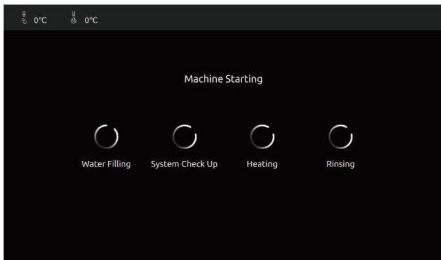 0°C 0°C
Machine Starting
Water Filling System Check Up Heating Rinsing